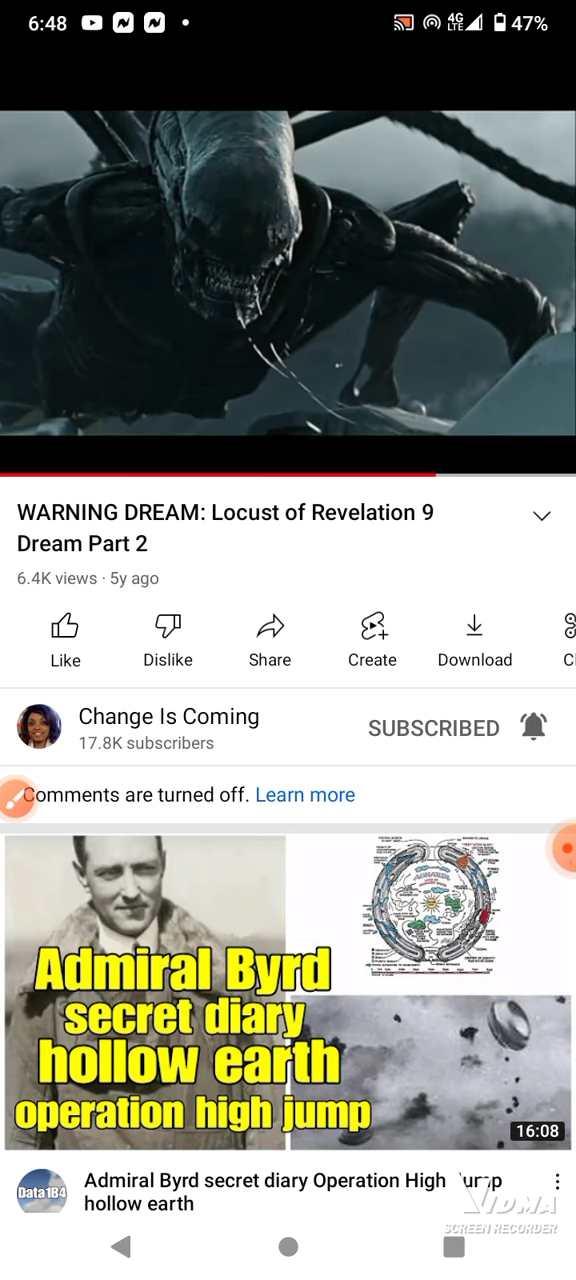 6:48
4G
LTE
47%
WARNING DREAM: Locust of Revelation 9
Dream Part 2
6.4K views · 5y ago
Like
Dislike
Share
Create
Download
Cl
Change Is Coming
17.8K subscribers
SUBSCRIBED
Comments are turned off. Learn more
Admiral Byrd
secret diary
hollow earth
operation high jump
16:08
Data1B4
Admiral Byrd secret diary Operation High Jump
hollow earth
VIDMA
SCREEN RECORDER